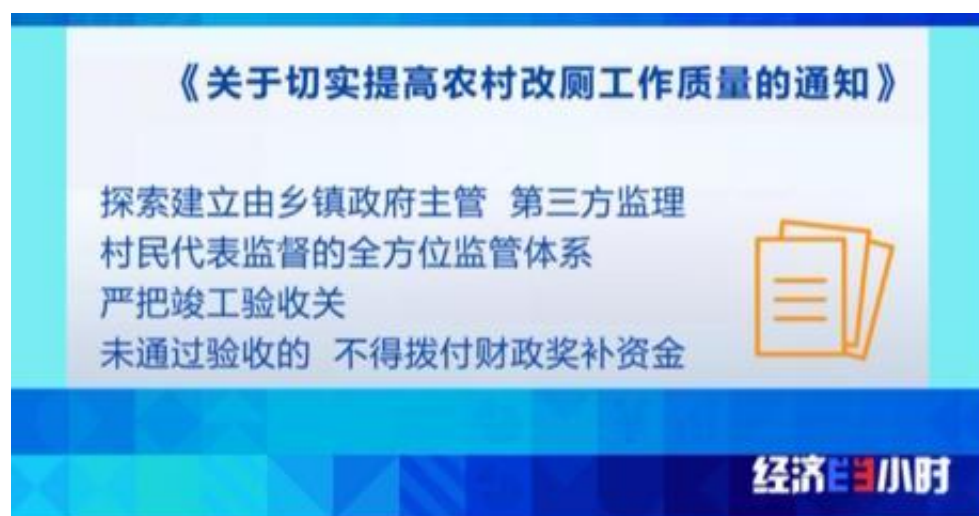 《关于切实提高农村改厕工作质量的通知》
探索建立由乡镇政府主管 第三方监理
村民代表监督的全方位监管体系
严把竣工验收关
未通过验收的 不得拨付财政奖补资金
经济半小时